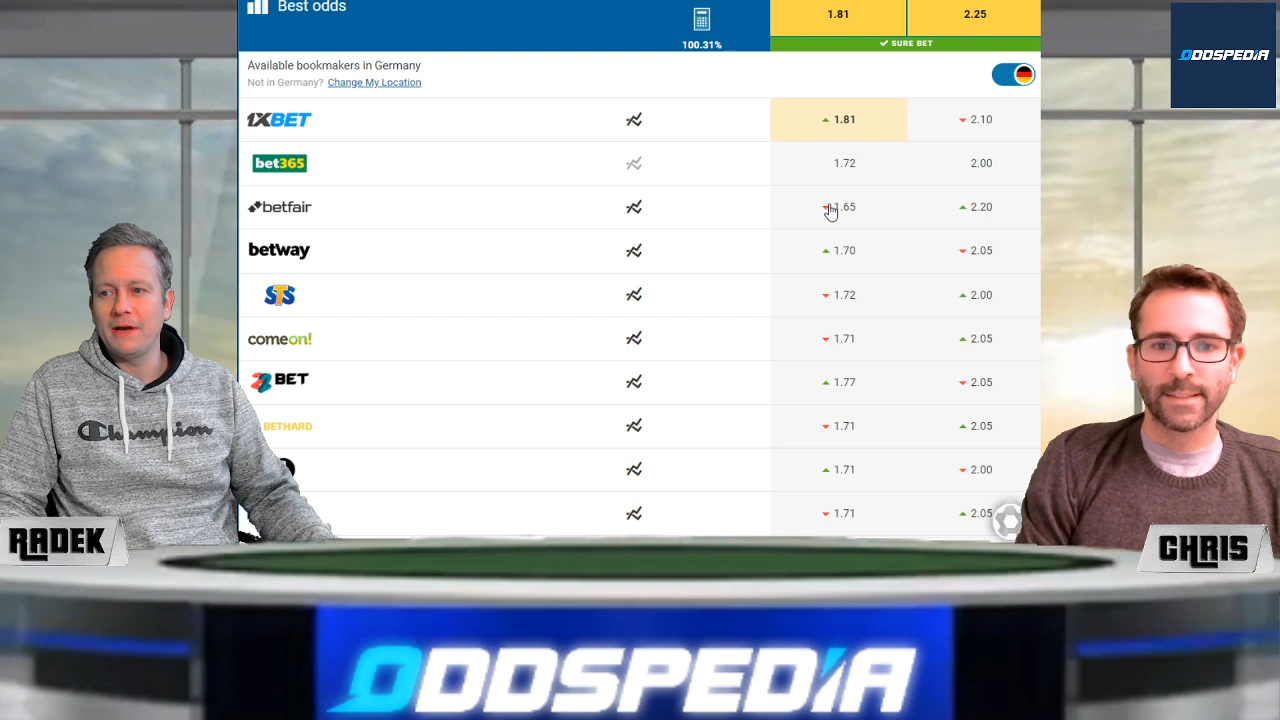 Best odds
100.31%
1.81 2.25
SURE BET
ODDSPEDIA
Available bookmakers in Germany
Not in Germany? Change My Location
1XBET 1.81 2.10
bet365 1.72 2.00
betfair 1.65 2.20
betway 1.70 2.05
STS 1.72 2.00
comeon! 1.71 2.05
22BET 1.77 2.05
BETHARD 1.71 2.05
1.71 2.00
1.71 2.05
Champion
RADEK
CHRIS
ODDSPEDIA